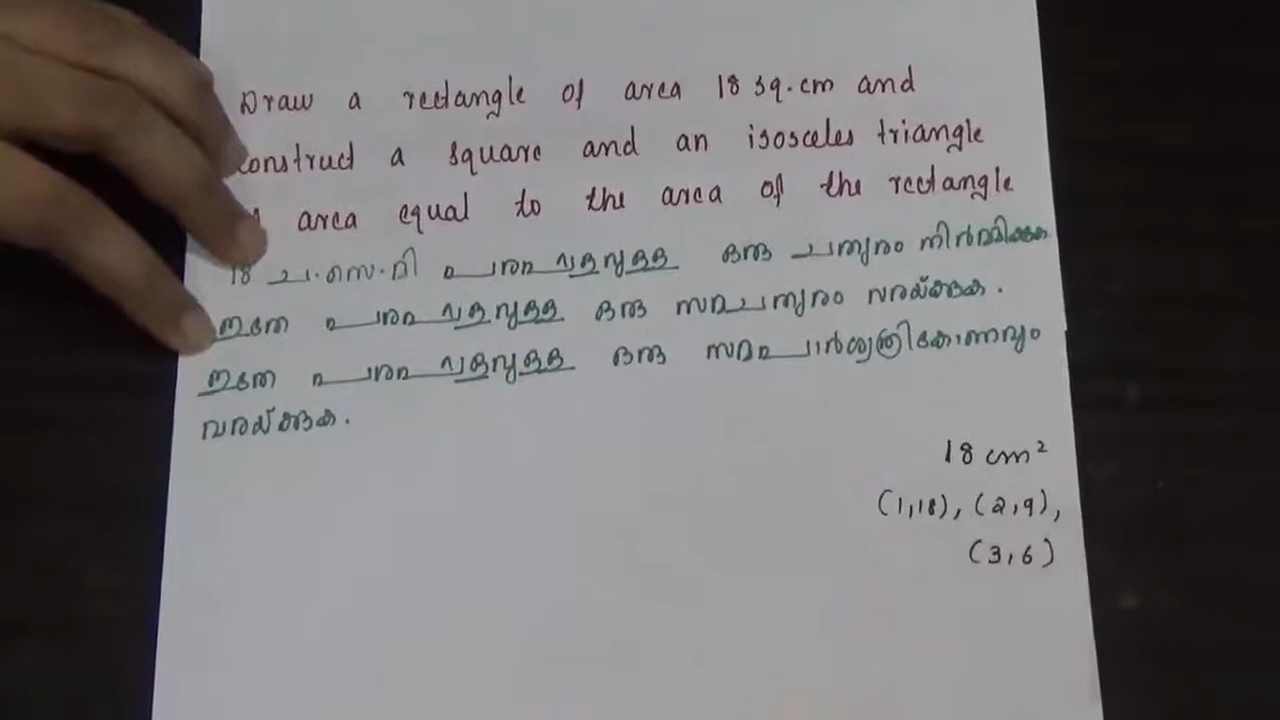 Draw a rectangle of area 18 sq.cm and
construct a square and an isosceles triangle
area equal to the area of the rectangle
18 ച.സെ.മി പരപ്പളവുള്ള ഒരു ചതുരം നിർമ്മിക്കുക
ഇതേ പരപ്പളവുള്ള ഒരു സമചതുരം വരയ്ക്കുക.
ഇതേ പരപ്പളവുള്ള ഒരു സമപാർശ്വത്രികോണവും
വരയ്ക്കുക.
18 cm²
(1,18), (2,9),
(3,6)